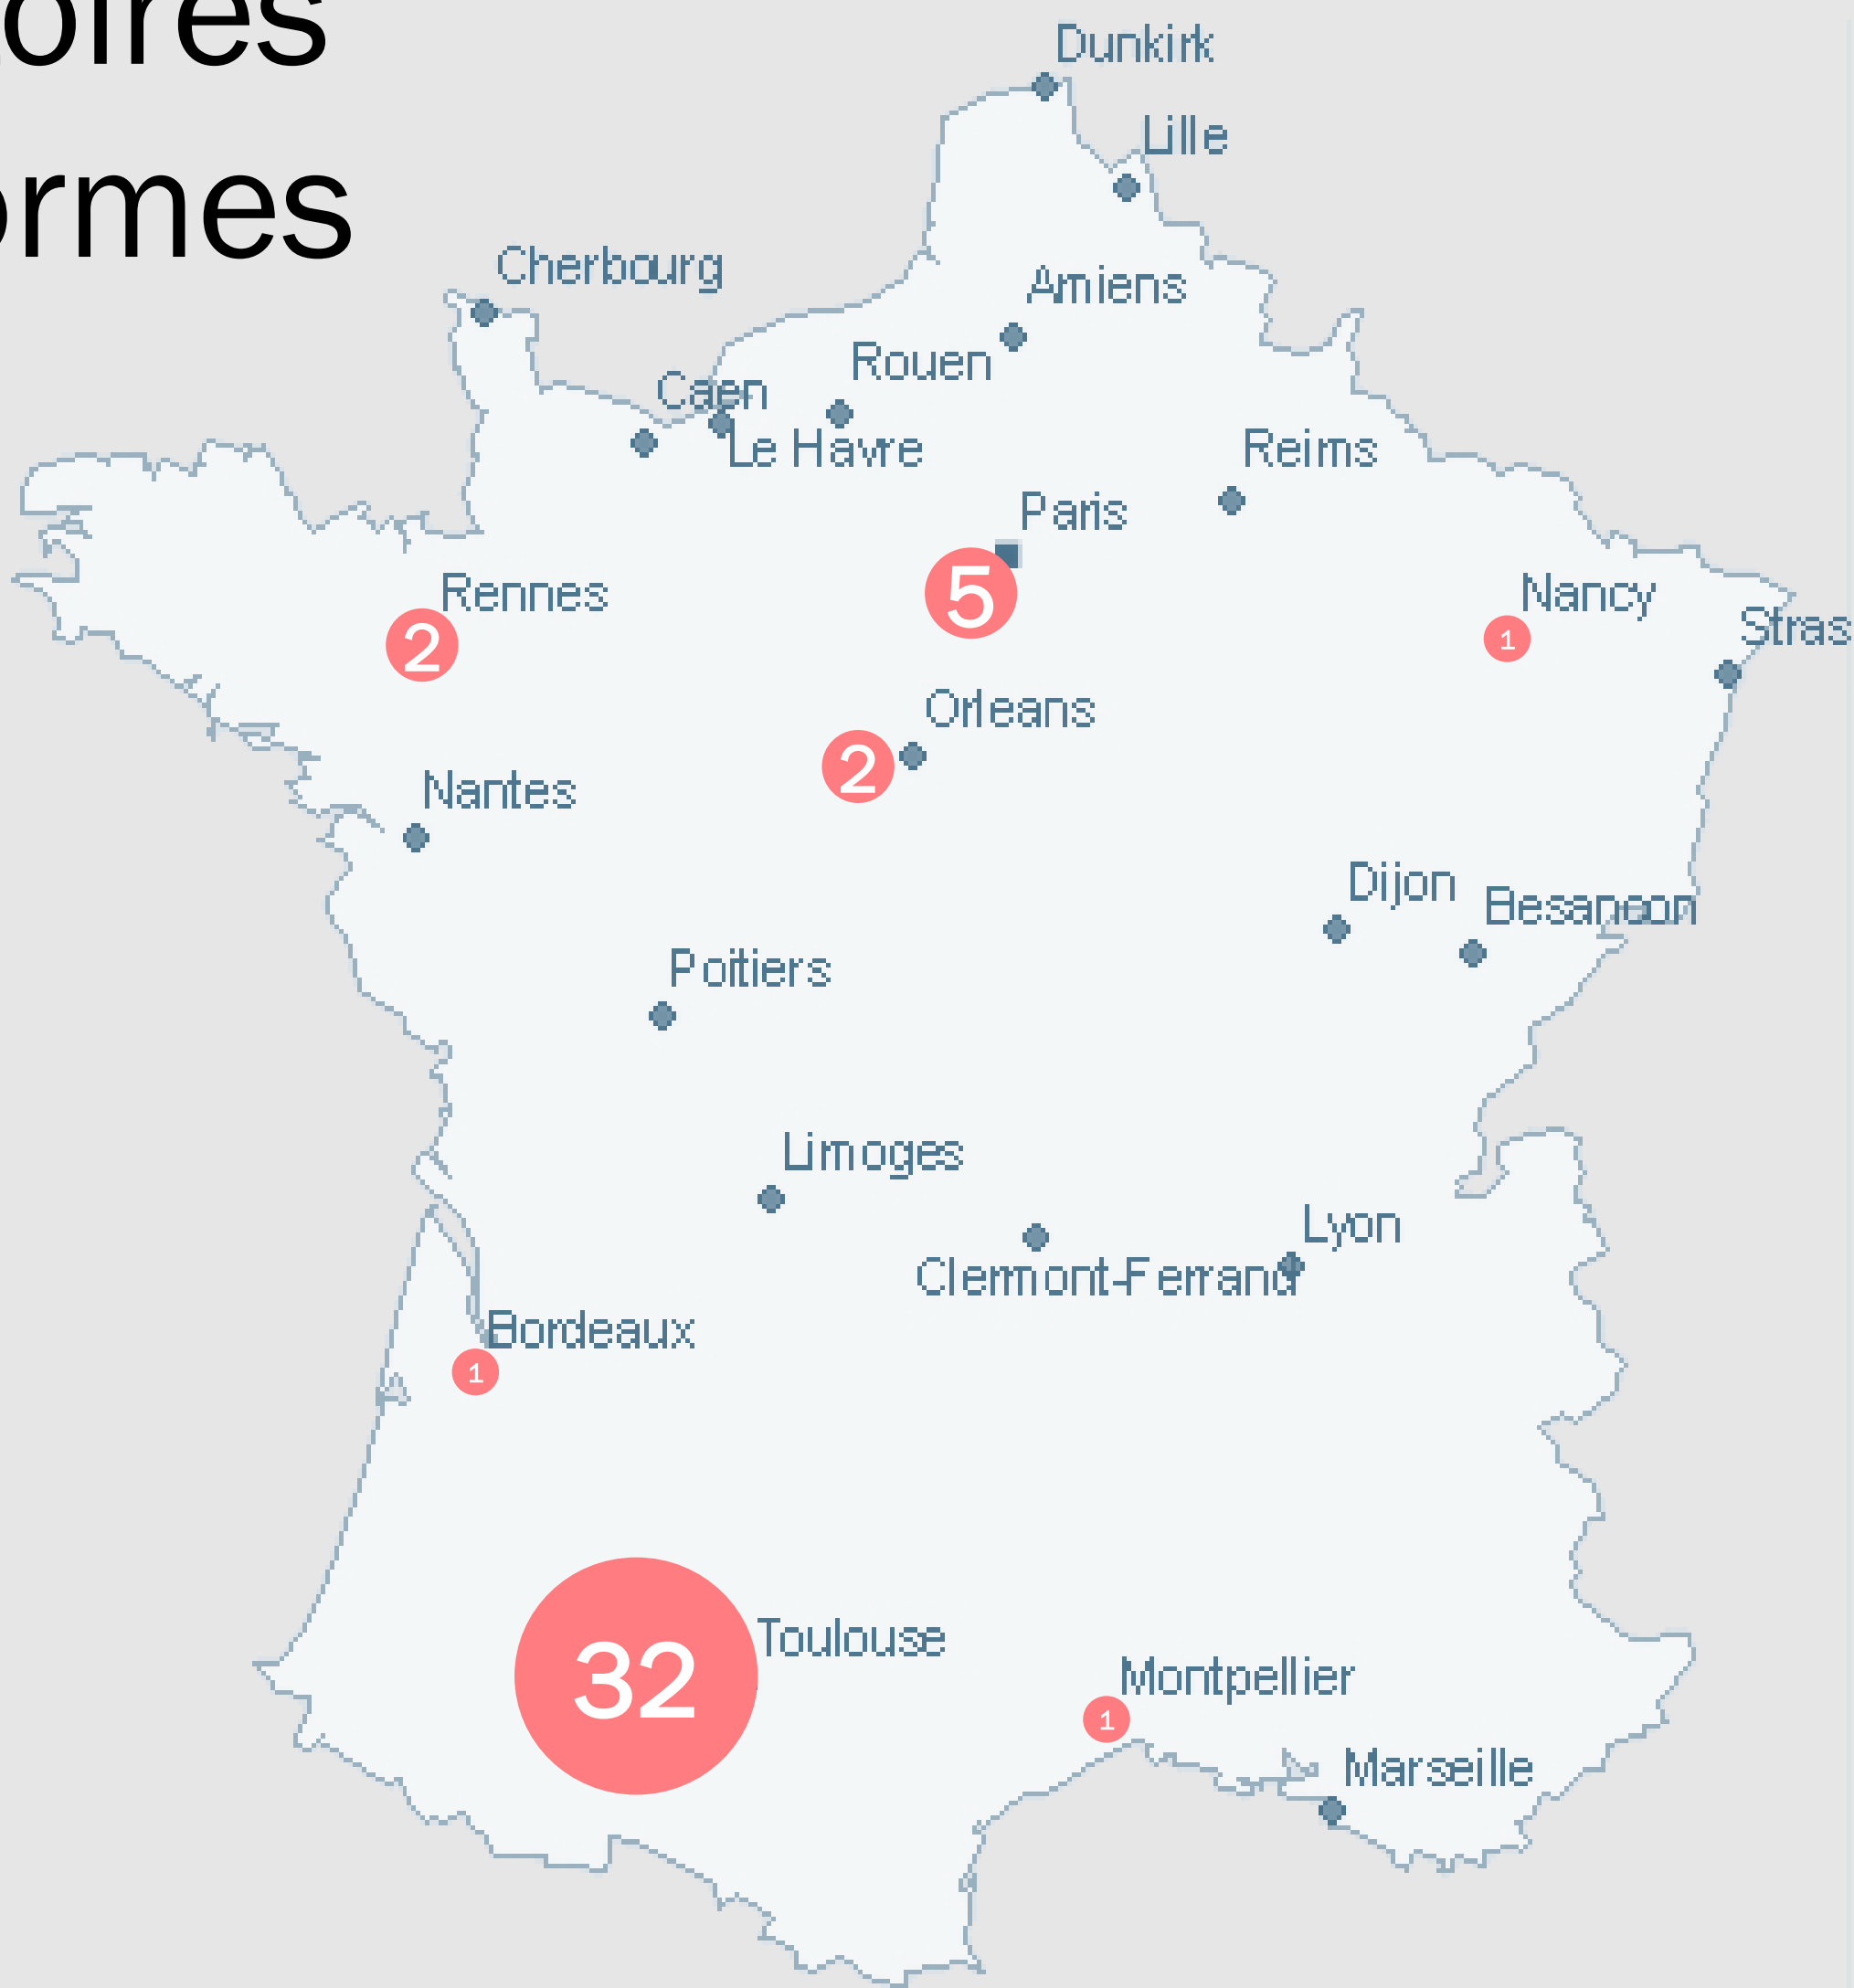 oires
ormes
Dunkirk
Lille
Cherbourg
Amiens
Rouen
Caen
Le Havre
Reims
Paris
5
Rennes
2
Nancy
1
Stras
Orleans
2
Nantes
Dijon
Besancon
Poitiers
Limoges
Lyon
Clermont-Ferrand
Bordeaux
1
Toulouse
32
Montpellier
1
Marseille